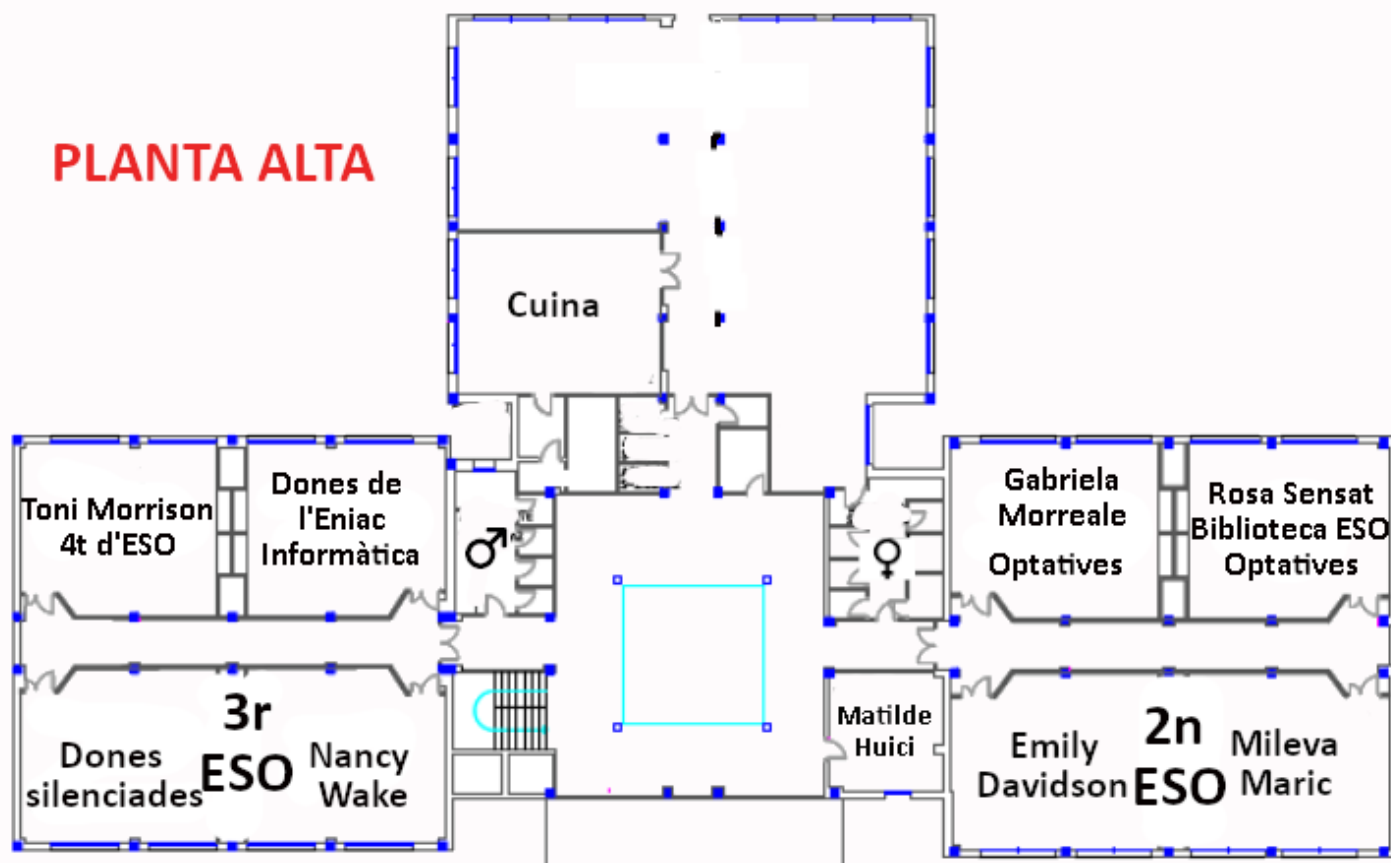 PLANTA ALTA
Cuina
Toni Morrison
4t d'ESO
Dones de
l'Eniac
Informàtica
♂
♀
Gabriela
Morreale
Optatives
Rosa Sensat
Biblioteca ESO
Optatives
3r
ESO
Dones
silenciades
Nancy
Wake
Matilde
Huici
Emily
Davidson
2n
ESO
Mileva
Maric